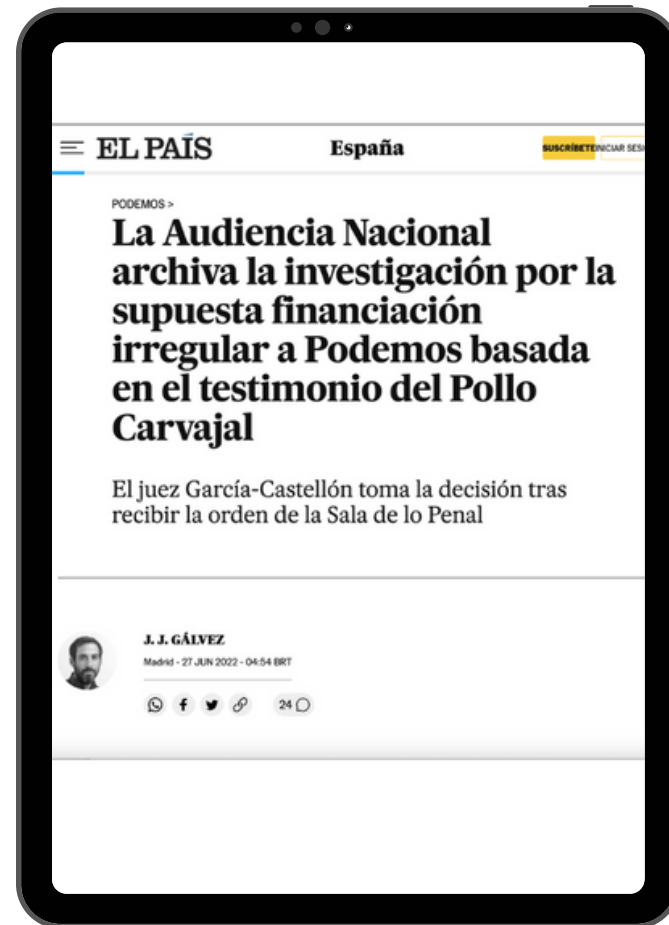 EL PAÍS
España
SUSCRÍBETE
INICIAR SESI
PODEMOS >
La Audiencia Nacional
archiva la investigación por la
supuesta financiación
irregular a Podemos basada
en el testimonio del Pollo
Carvajal
El juez García-Castellón toma la decisión tras
recibir la orden de la Sala de lo Penal
J. J. GÁLVEZ
Madrid - 27 JUN 2022 - 04:54 BRT
24